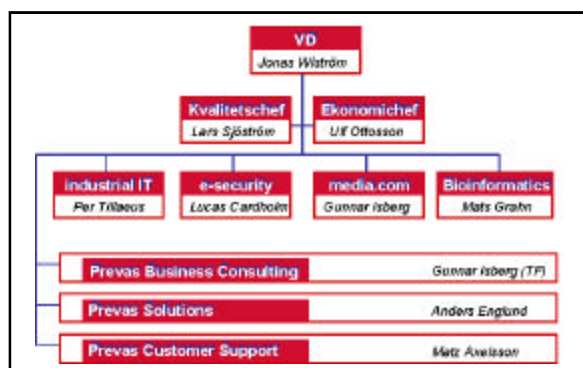 VD
Jonas Wiström
Kvalitetschef
Lars Sjöström
Ekonomichef
Ulf Ottosson
industrial IT
Per Tillaeus
e-security
Lucas Cardholm
media.com
Gunnar Isberg
Bioinformatics
Mats Grahn
Prevas Business Consulting
Gunnar Isberg (TF)
Prevas Solutions
Anders Englund
Prevas Customer Support
Matz Axelsson